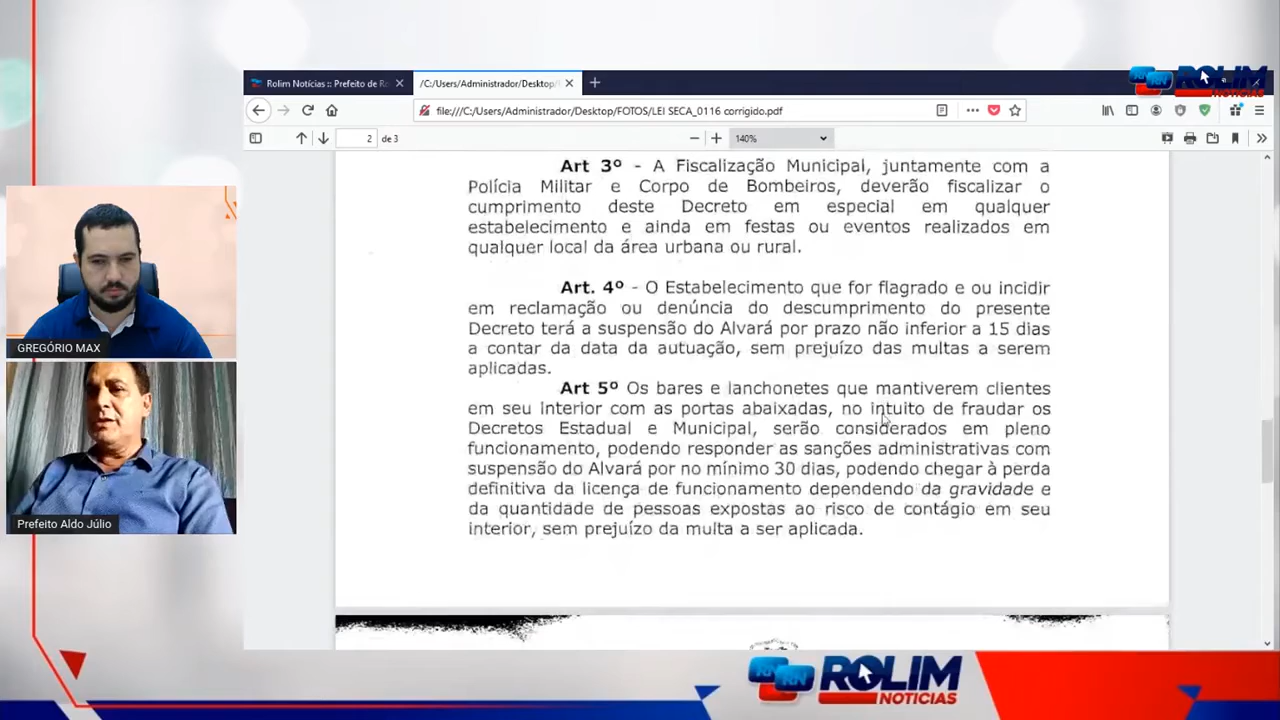 Rolim Notícias :: Prefeito de Ro
/C:/Users/Administrador/Desktop/
ROLIM
NOTÍCIAS
file:///C:/Users/Administrador/Desktop/FOTOS/LEI SECA_0116 corrigido.pdf
2 de 3
140%
Art 3º - A Fiscalização Municipal, juntamente com a
Polícia Militar e Corpo de Bombeiros, deverão fiscalizar o
cumprimento deste Decreto em especial em qualquer
estabelecimento e ainda em festas ou eventos realizados em
qualquer local da área urbana ou rural.
Art. 4º - O Estabelecimento que for flagrado e ou incidir
em reclamação ou denúncia do descumprimento do presente
Decreto terá a suspensão do Alvará por prazo não inferior a 15 dias
a contar da data da autuação, sem prejuízo das multas a serem
aplicadas.
Art 5º Os bares e lanchonetes que mantiverem clientes
em seu interior com as portas abaixadas, no intuito de fraudar os
Decretos Estadual e Municipal, serão considerados em pleno
funcionamento, podendo responder as sanções administrativas com
suspensão do Alvará por no mínimo 30 dias, podendo chegar à perda
definitiva da licença de funcionamento dependendo da gravidade e
da quantidade de pessoas expostas ao risco de contágio em seu
interior, sem prejuízo da multa a ser aplicada.
GREGÓRIO MAX
Prefeito Aldo Júlio
RN
ROLIM
NOTÍCIAS